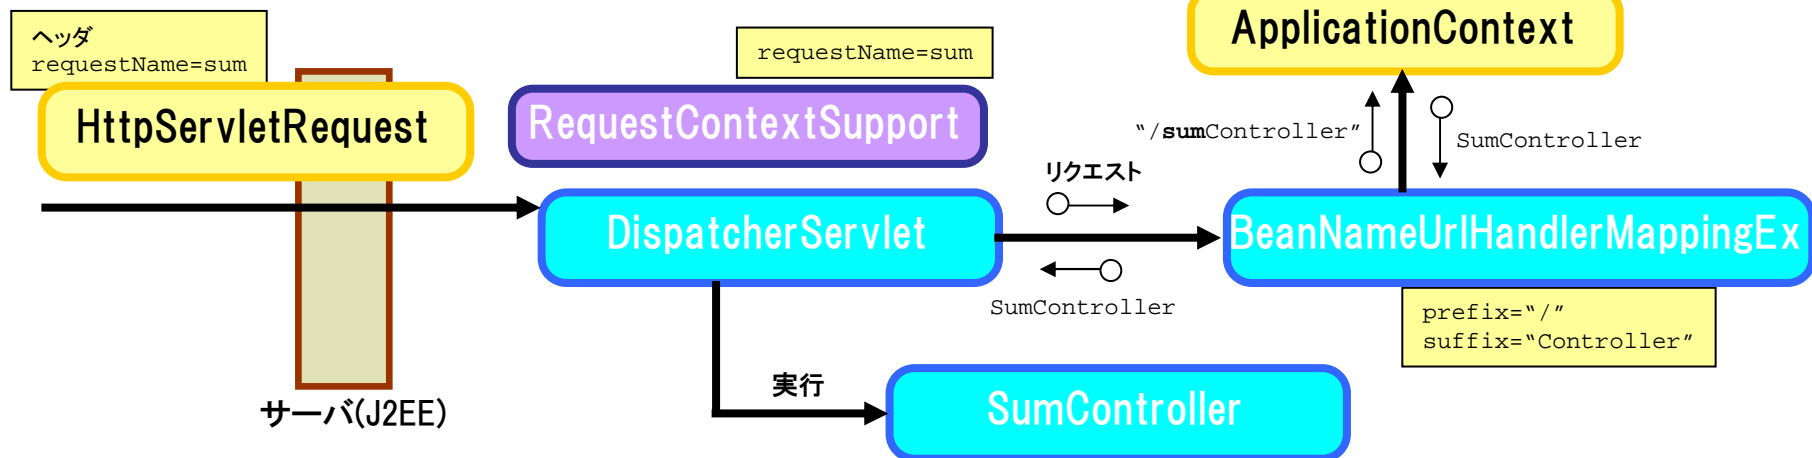 ヘッダ
requestName=sum
HttpServletRequest
requestName=sum
RequestContextSupport
ApplicationContext
“/sumController”
SumController
リクエスト
DispatcherServlet
BeanNameUrlHandlerMappingEx
SumController
prefix=“/”
suffix=“Controller”
実行
SumController
サーバ(J2EE)